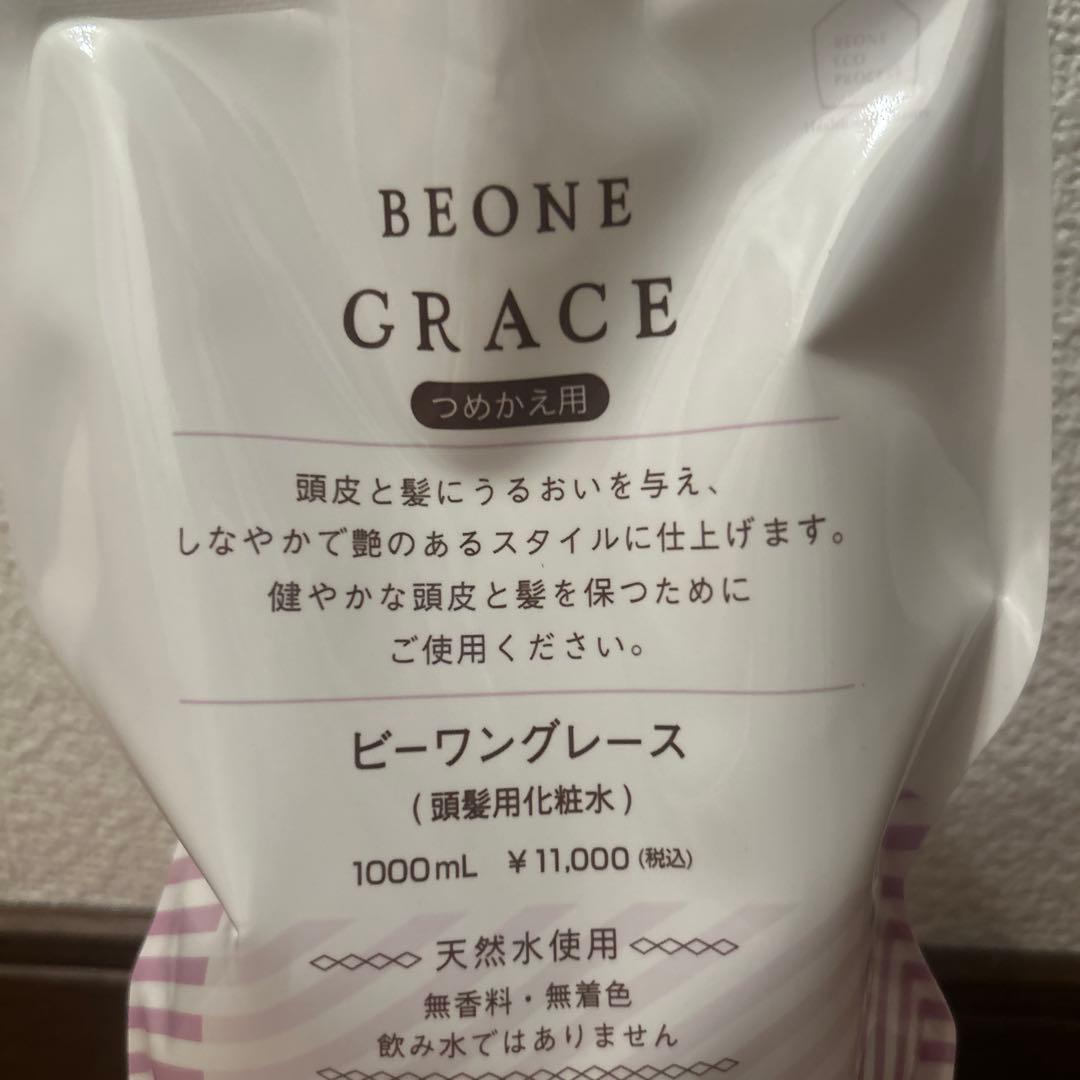 BEONE
ECO
PROCESS
BEONE
GRACE
つめかえ用
頭皮と髪にうるおいを与え、
しなやかで艶のあるスタイルに仕上げます。
健やかな頭皮と髪を保つために
ご使用ください。
ビーワングレース
(頭髪用化粧水)
1000mL ¥11,000(税込)
天然水使用
無香料・無着色
飲み水ではありません